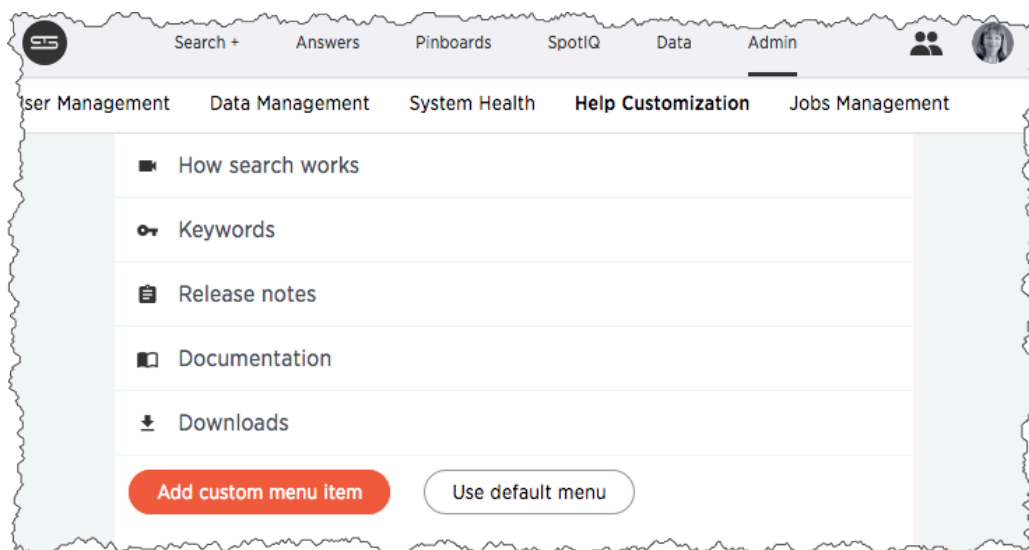 Search + Answers Pinboards SpotIQ Data Admin
ser Management Data Management System Health Help Customization Jobs Management
How search works
Keywords
Release notes
Documentation
Downloads
Add custom menu item Use default menu